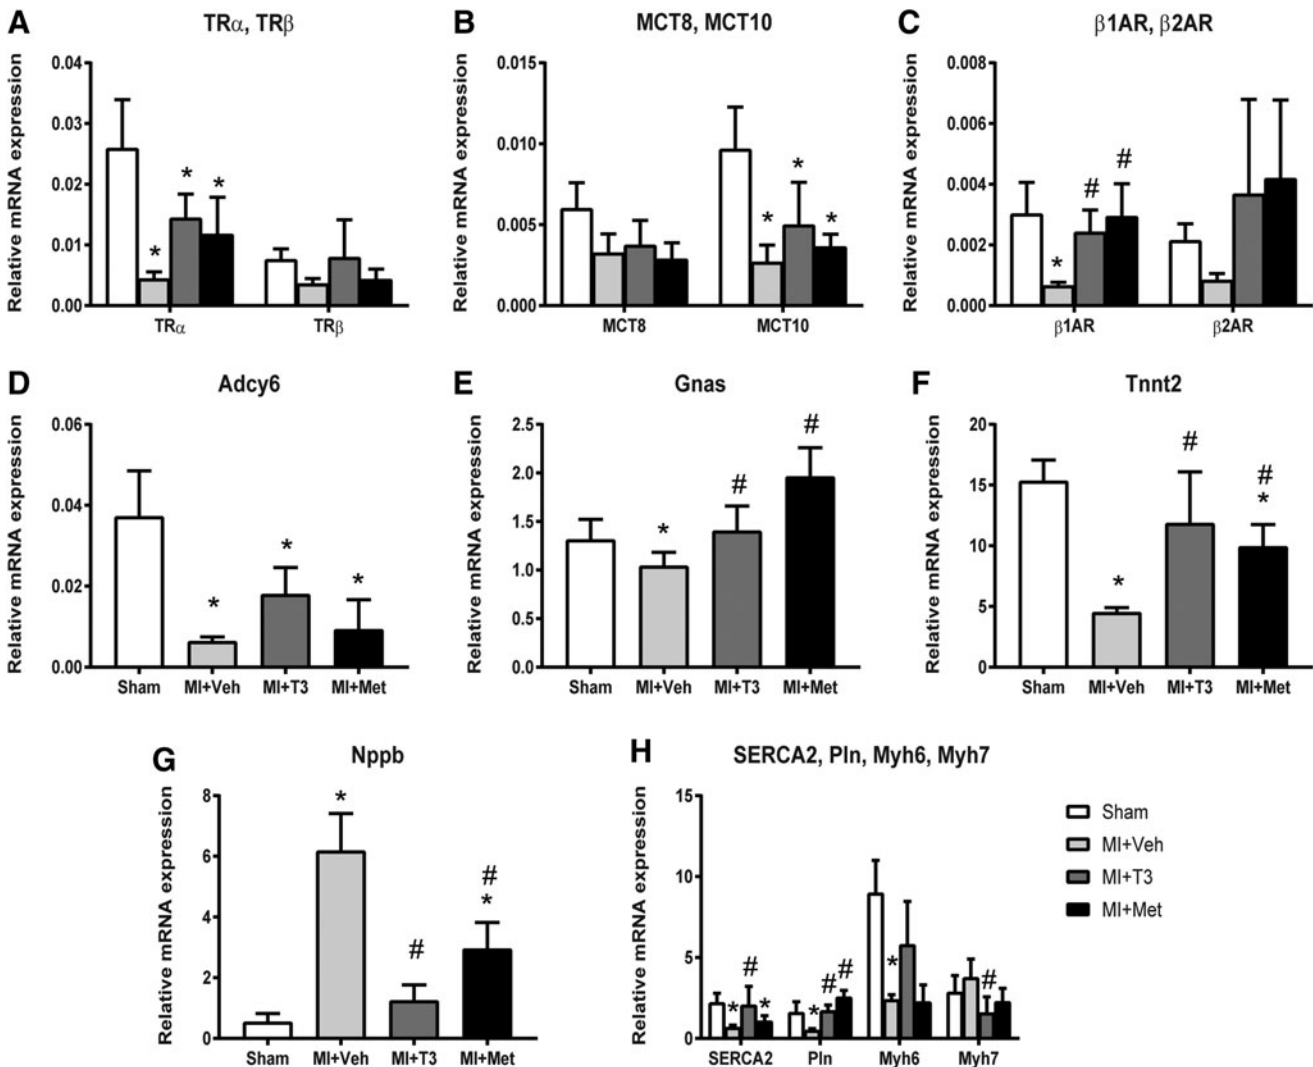 A
TRα, TRβ
Relative mRNA expression
0.04
0.03
0.02
0.01
0.00
*
*
*
TRα
TRβ
B
MCT8, MCT10
Relative mRNA expression
0.015
0.010
0.005
0.000
*
*
*
MCT8
MCT10
C
β1AR, β2AR
Relative mRNA expression
0.008
0.006
0.004
0.002
0.000
*
#
#
β1AR
β2AR
D
Adcy6
Relative mRNA expression
0.06
0.04
0.02
0.00
*
*
*
Sham
MI+Veh
MI+T3
MI+Met
E
Gnas
Relative mRNA expression
2.5
2.0
1.5
1.0
0.5
0.0
*
#
#
Sham
MI+Veh
MI+T3
MI+Met
F
Tnnt2
Relative mRNA expression
20
15
10
5
0
*
#
#
*
Sham
MI+Veh
MI+T3
MI+Met
G
Nppb
Relative mRNA expression
8
6
4
2
0
*
#
#
*
Sham
MI+Veh
MI+T3
MI+Met
H
SERCA2, Pln, Myh6, Myh7
Relative mRNA expression
15
10
5
0
*
#
*
*
#
#
*
#
SERCA2
Pln
Myh6
Myh7
Sham
MI+Veh
MI+T3
MI+Met